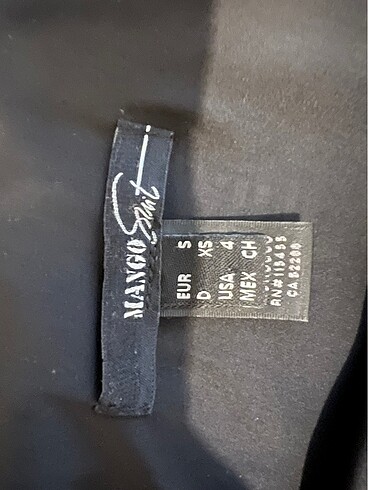 MANGO Suit
EUR S
D XS
USA 4
MEX CH
RN#115455
CA 52200